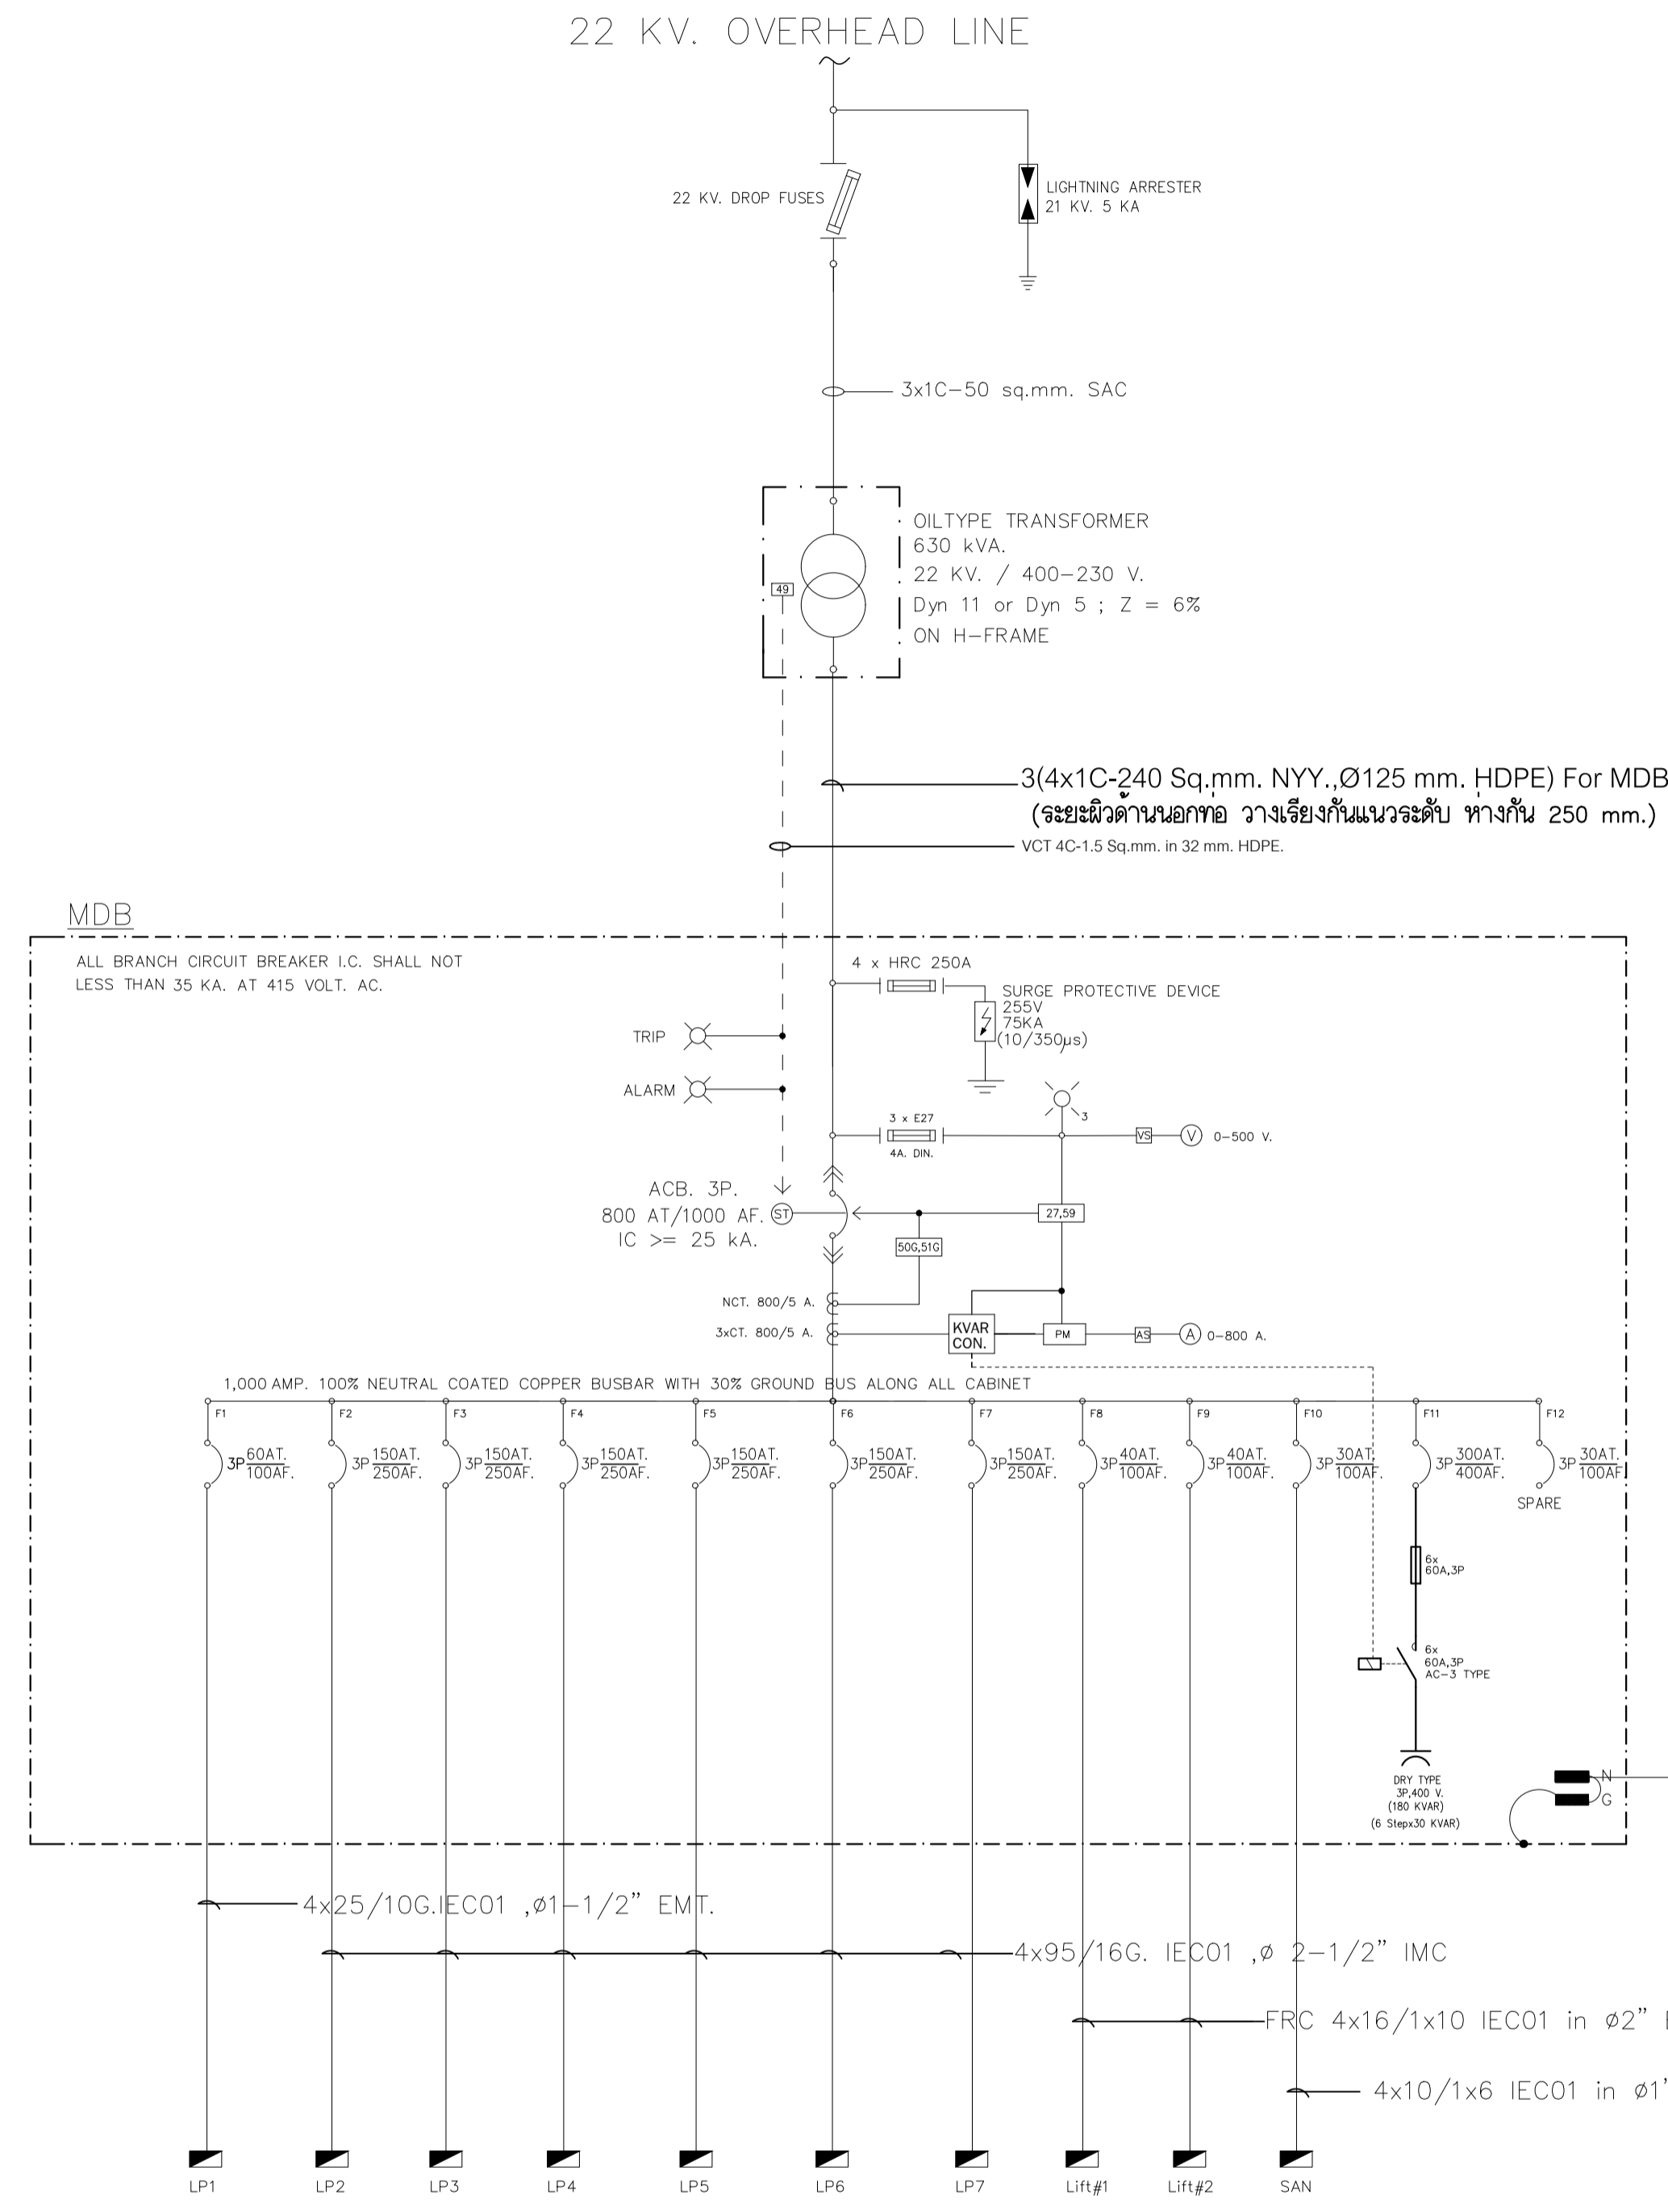 22 KV. OVERHEAD LINE
22 KV. DROP FUSES
LIGHTNING ARRESTER
21 KV. 5 KA
3x1C-50 sq.mm. SAC
OILTYPE TRANSFORMER
630 kVA.
22 KV. / 400-230 V.
Dyn 11 or Dyn 5 ; Z = 6%
ON H-FRAME
49
3(4x1C-240 Sq.mm. NYY.,Ø125 mm. HDPE) For MDB
(ระยะผิวด้านนอกท่อ วางเรียงกันแนวระดับ ห่างกัน 250 mm.)
VCT 4C-1.5 Sq.mm. in 32 mm. HDPE.
MDB
ALL BRANCH CIRCUIT BREAKER I.C. SHALL NOT
LESS THAN 35 KA. AT 415 VOLT. AC.
4 x HRC 250A
SURGE PROTECTIVE DEVICE
255V
75KA
(10/350µs)
TRIP
ALARM
3
3 x E27
4A. DIN.
VS
V
0-500 V.
ACB. 3P.
800 AT/1000 AF.
IC >= 25 kA.
ST
27,59
50G,51G
NCT. 800/5 A.
3xCT. 800/5 A.
KVAR
CON.
PM
AS
A
0-800 A.
1,000 AMP. 100% NEUTRAL COATED COPPER BUSBAR WITH 30% GROUND BUS ALONG ALL CABINET
F1 F2 F3 F4 F5 F6 F7 F8 F9 F10 F11 F12
3P 60AT.
100AF.
3P 150AT.
250AF.
3P 150AT.
250AF.
3P 150AT.
250AF.
3P 150AT.
250AF.
3P 150AT.
250AF.
3P 150AT.
250AF.
3P 40AT.
100AF.
3P 40AT.
100AF.
3P 30AT.
100AF.
3P 300AT.
400AF.
3P 30AT.
100AF.
SPARE
6x
60A,3P
6x
60A,3P
AC-3 TYPE
DRY TYPE
3P,400 V.
(180 KVAR)
(6 Stepx30 KVAR)
N
G
4x25/10G.IEC01 ,ø1-1/2" EMT.
4x95/16G. IEC01 ,ø 2-1/2" IMC
FRC 4x16/1x10 IEC01 in ø2"
4x10/1x6 IEC01 in ø1"
LP1 LP2 LP3 LP4 LP5 LP6 LP7 Lift#1 Lift#2 SAN